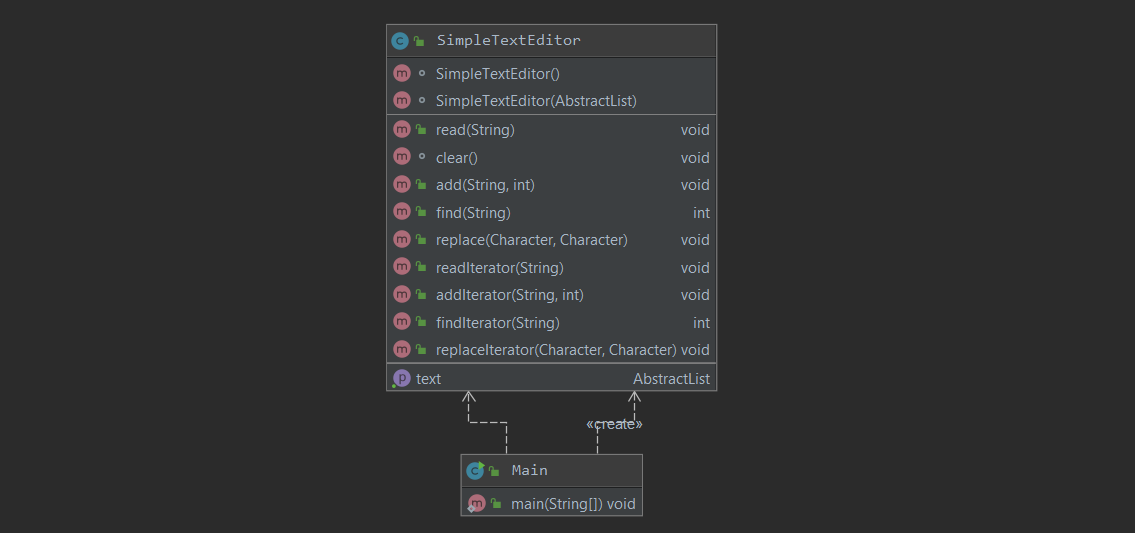 SimpleTextEditor
SimpleTextEditor()
SimpleTextEditor(AbstractList)
read(String) void
clear() void
add(String, int) void
find(String) int
replace(Character, Character) void
readIterator(String) void
addIterator(String, int) void
findIterator(String) int
replaceIterator(Character, Character) void
text AbstractList
«create»
Main
main(String[]) void